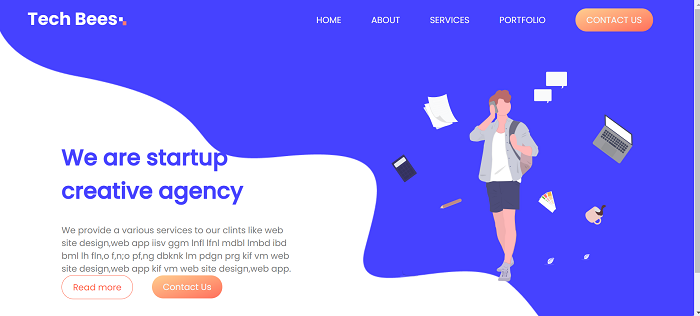 Tech Bees
HOME ABOUT SERVICES PORTFOLIO CONTACT US
We are startup
creative agency
We provide a various services to our clints like web
site design,web app iisv ggm lnfl lfnl mdbl lmbd ibd
bml lh fln,o f,n;o pf,ng dbknk lm pdgn prg kif vm web
site design,web app kif vm web site design,web app.
Read more Contact Us